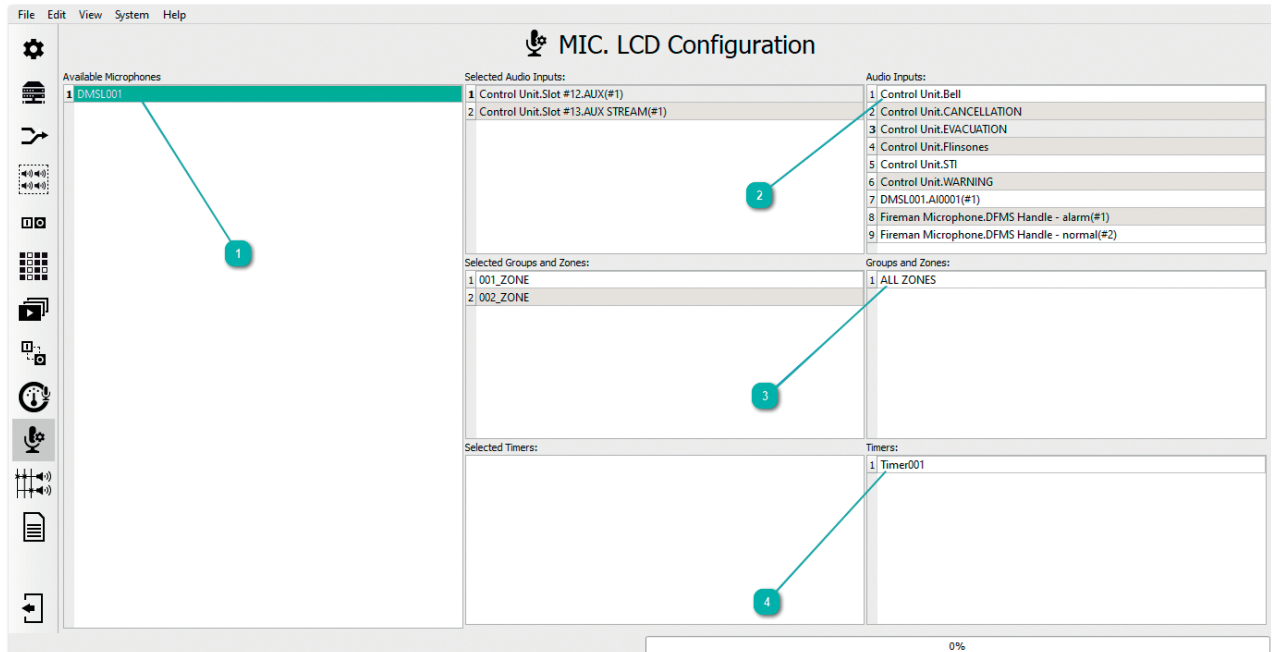 File Edit View System Help
MIC. LCD Configuration
Available Microphones
1 DMSL001
1
Selected Audio Inputs:
1 Control Unit.Slot #12.AUX(#1)
2 Control Unit.Slot #13.AUX STREAM(#1)
Audio Inputs:
1 Control Unit.Bell
2 Control Unit.CANCELLATION
3 Control Unit.EVACUATION
4 Control Unit.Flinsones
5 Control Unit.STI
6 Control Unit.WARNING
7 DMSL001.AI0001(#1)
8 Fireman Microphone.DFMS Handle - alarm(#1)
9 Fireman Microphone.DFMS Handle - normal(#2)
2
Selected Groups and Zones:
1 001_ZONE
2 002_ZONE
Groups and Zones:
1 ALL ZONES
3
Selected Timers:
Timers:
1 Timer001
4
0%